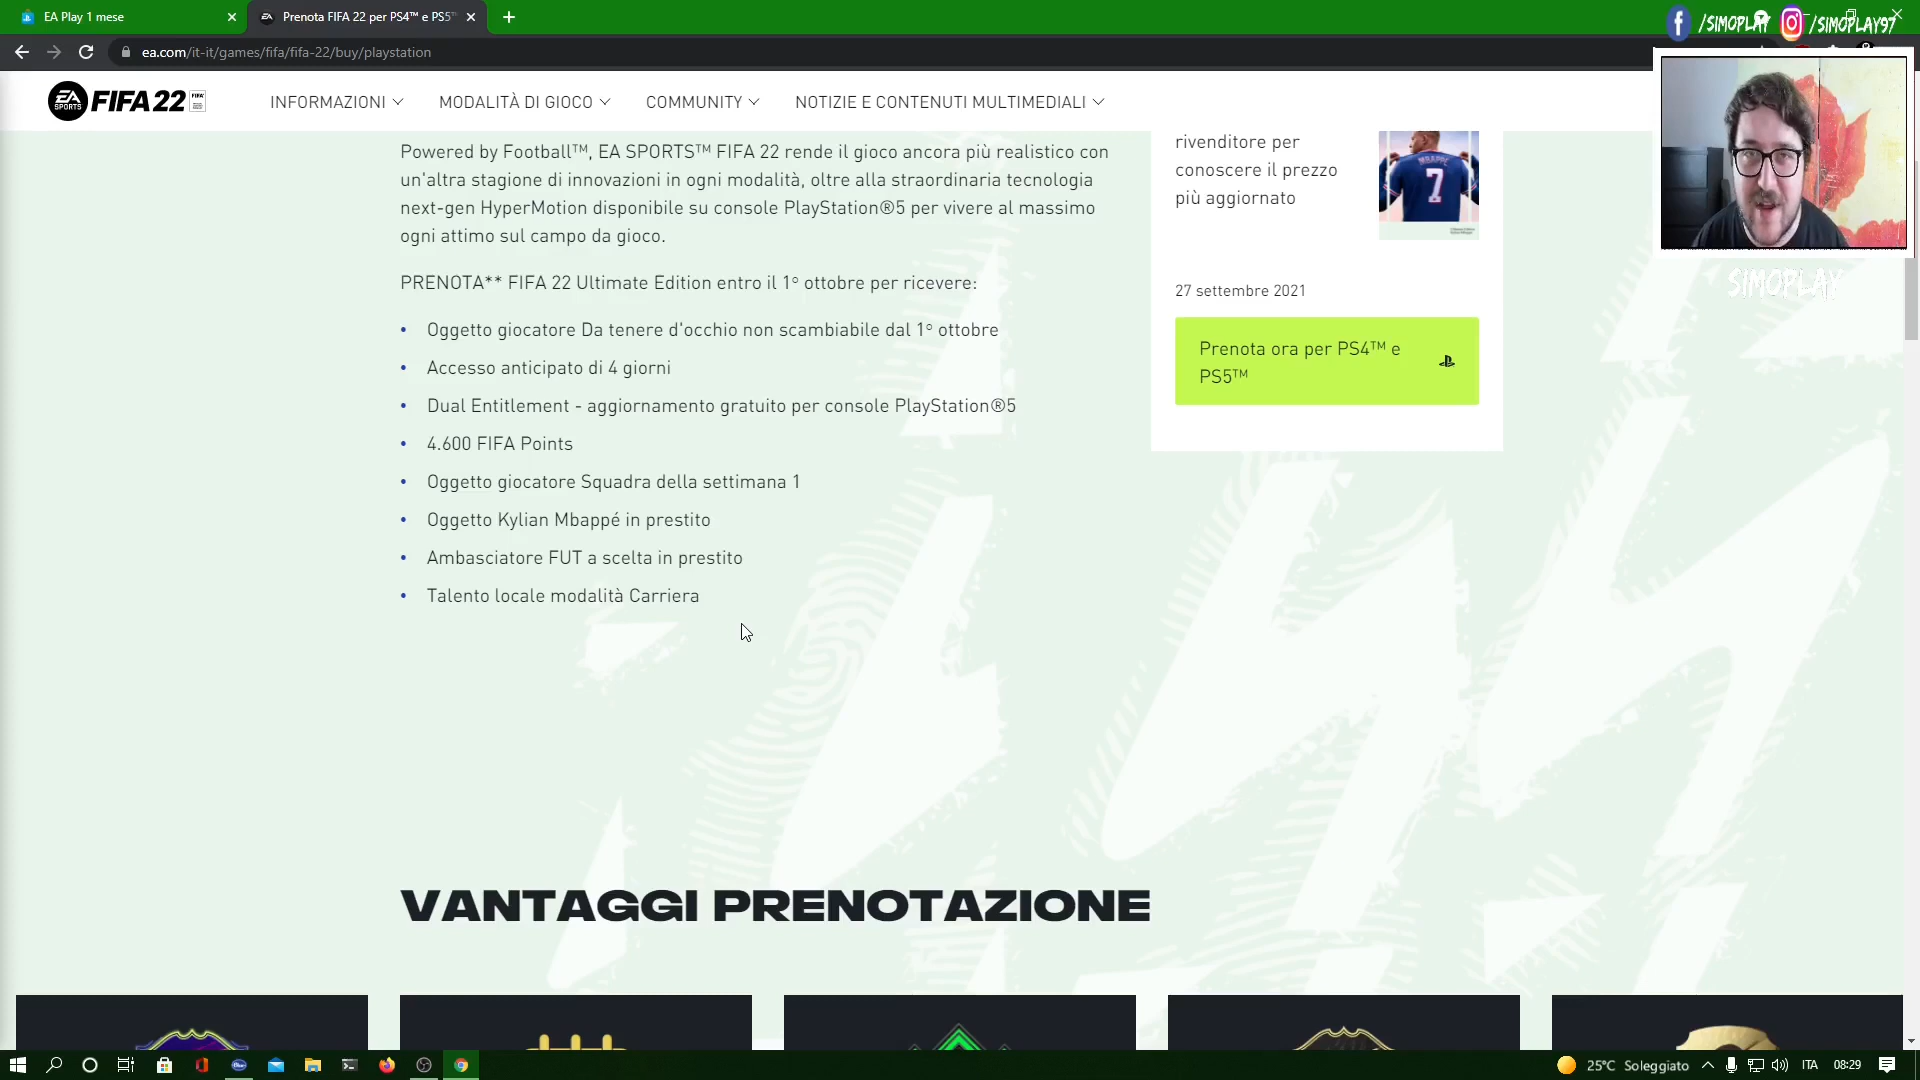 EA Play 1 mese
Prenota FIFA 22 per PS4™ e PS5™
/SIMOPLAY
/SIMOPLAY97
ea.com/it-it/games/fifa/fifa-22/buy/playstation
EA SPORTS FIFA 22
INFORMAZIONI
MODALITÀ DI GIOCO
COMMUNITY
NOTIZIE E CONTENUTI MULTIMEDIALI
Powered by Football™, EA SPORTS™ FIFA 22 rende il gioco ancora più realistico con
un'altra stagione di innovazioni in ogni modalità, oltre alla straordinaria tecnologia
next-gen HyperMotion disponibile su console PlayStation®5 per vivere al massimo
ogni attimo sul campo da gioco.
PRENOTA** FIFA 22 Ultimate Edition entro il 1° ottobre per ricevere:
• Oggetto giocatore Da tenere d'occhio non scambiabile dal 1° ottobre
• Accesso anticipato di 4 giorni
• Dual Entitlement - aggiornamento gratuito per console PlayStation®5
• 4.600 FIFA Points
• Oggetto giocatore Squadra della settimana 1
• Oggetto Kylian Mbappé in prestito
• Ambasciatore FUT a scelta in prestito
• Talento locale modalità Carriera
rivenditore per
conoscere il prezzo
più aggiornato
MBAPPÉ
7
27 settembre 2021
Prenota ora per PS4™ e
PS5™
SIMOPLAY
VANTAGGI PRENOTAZIONE
25°C Soleggiato
ITA
08:29